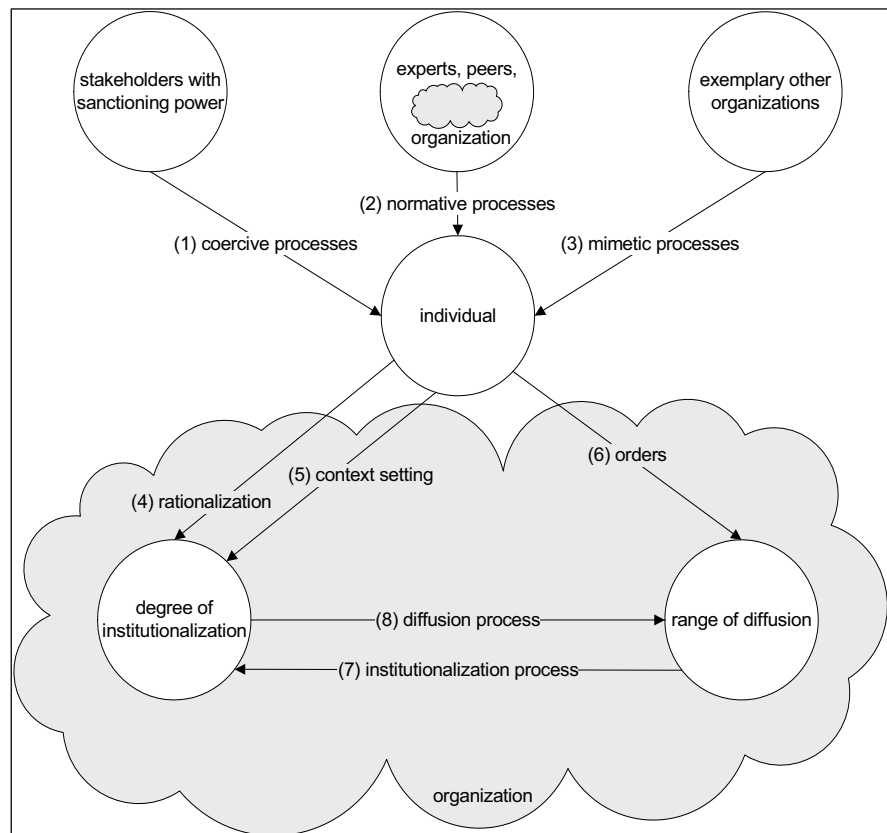 stakeholders with
sanctioning power
experts, peers,
organization
exemplary other
organizations
(1) coercive processes
(2) normative processes
(3) mimetic processes
individual
(4) rationalization
(5) context setting
(6) orders
degree of
institutionalization
(8) diffusion process
(7) institutionalization process
range of diffusion
organization